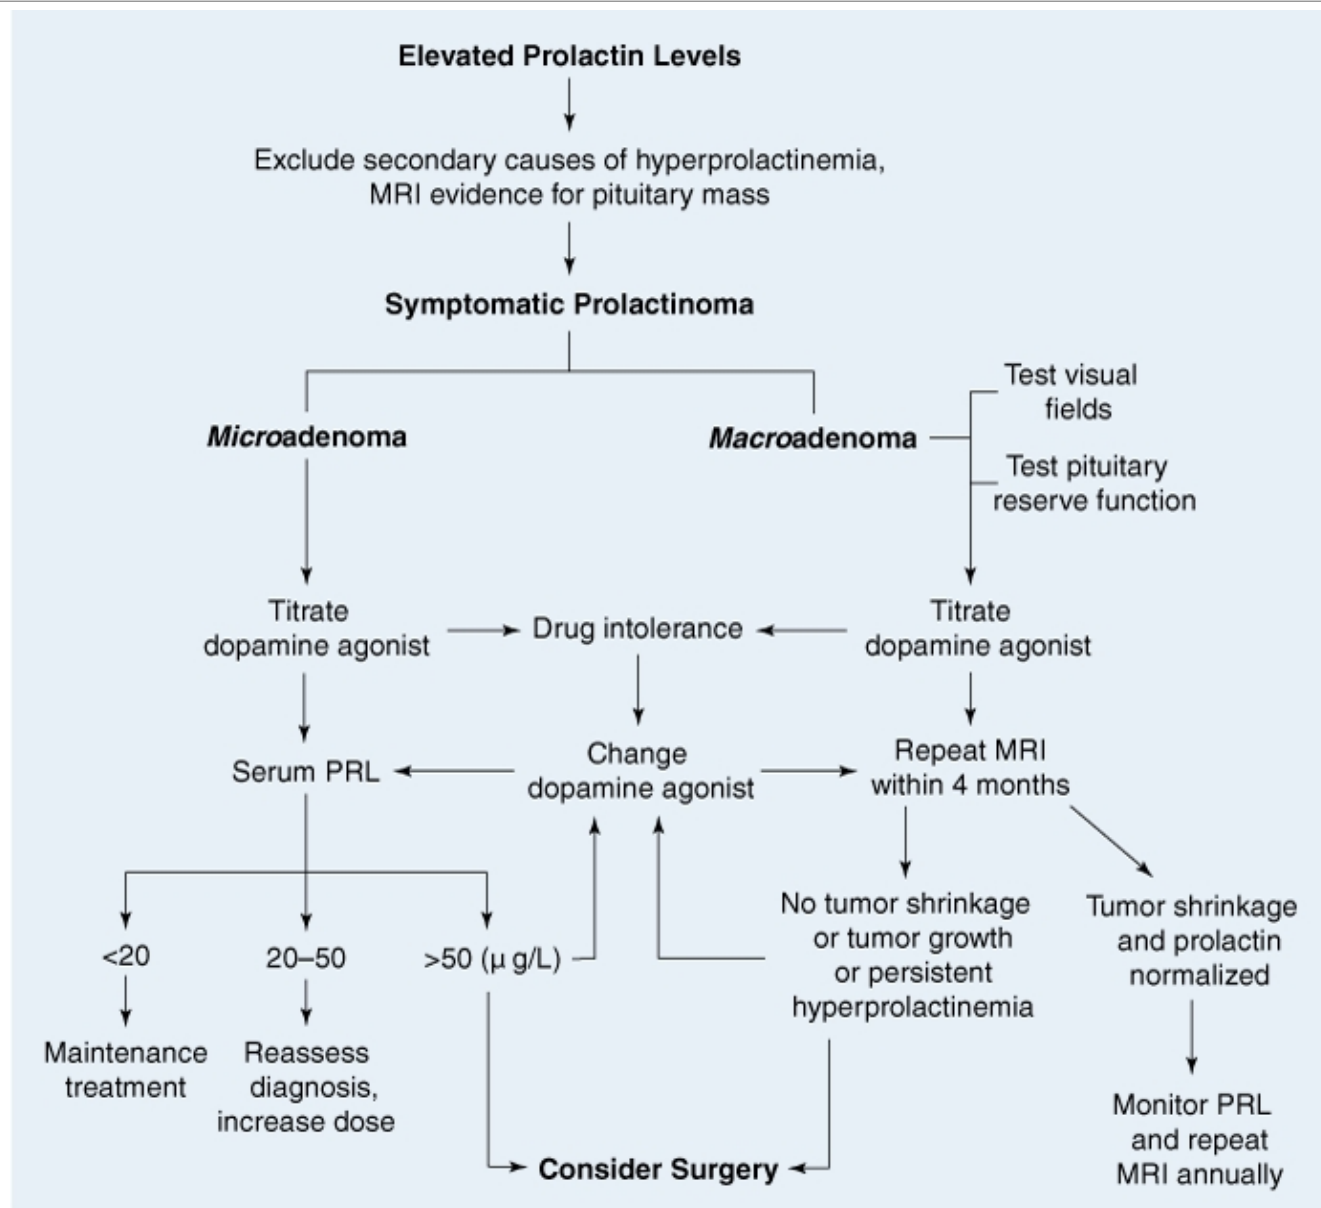 Elevated Prolactin Levels
Exclude secondary causes of hyperprolactinemia,
MRI evidence for pituitary mass
Symptomatic Prolactinoma
Microadenoma
Macroadenoma
Test visual
fields
Test pituitary
reserve function
Titrate
dopamine agonist
Drug intolerance
Titrate
dopamine agonist
Serum PRL
Change
dopamine agonist
Repeat MRI
within 4 months
<20
20–50
>50 (μ g/L)
No tumor shrinkage
or tumor growth
or persistent
hyperprolactinemia
Tumor shrinkage
and prolactin
normalized
Maintenance
treatment
Reassess
diagnosis,
increase dose
Consider Surgery
Monitor PRL
and repeat
MRI annually